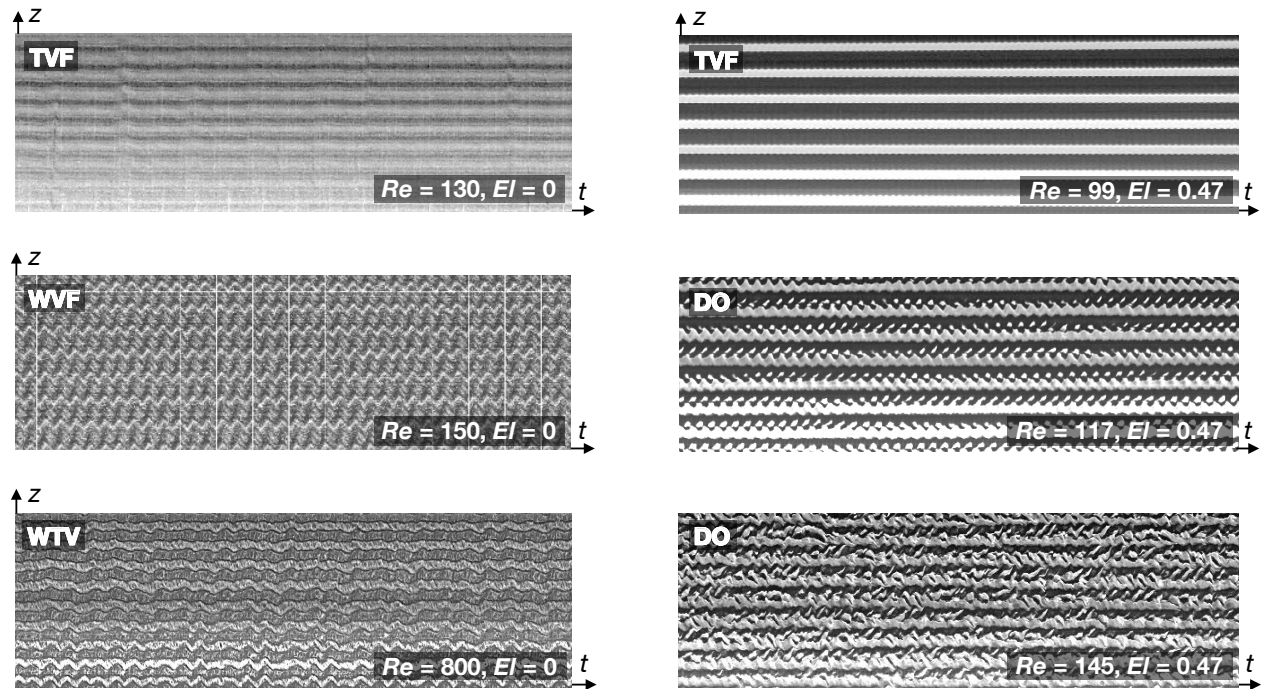 z
TVF
Re = 130, El = 0
t
z
TVF
Re = 99, El = 0.47
t
z
WVF
Re = 150, El = 0
t
DO
Re = 117, El = 0.47
t
z
WTV
Re = 800, El = 0
t
DO
Re = 145, El = 0.47
t